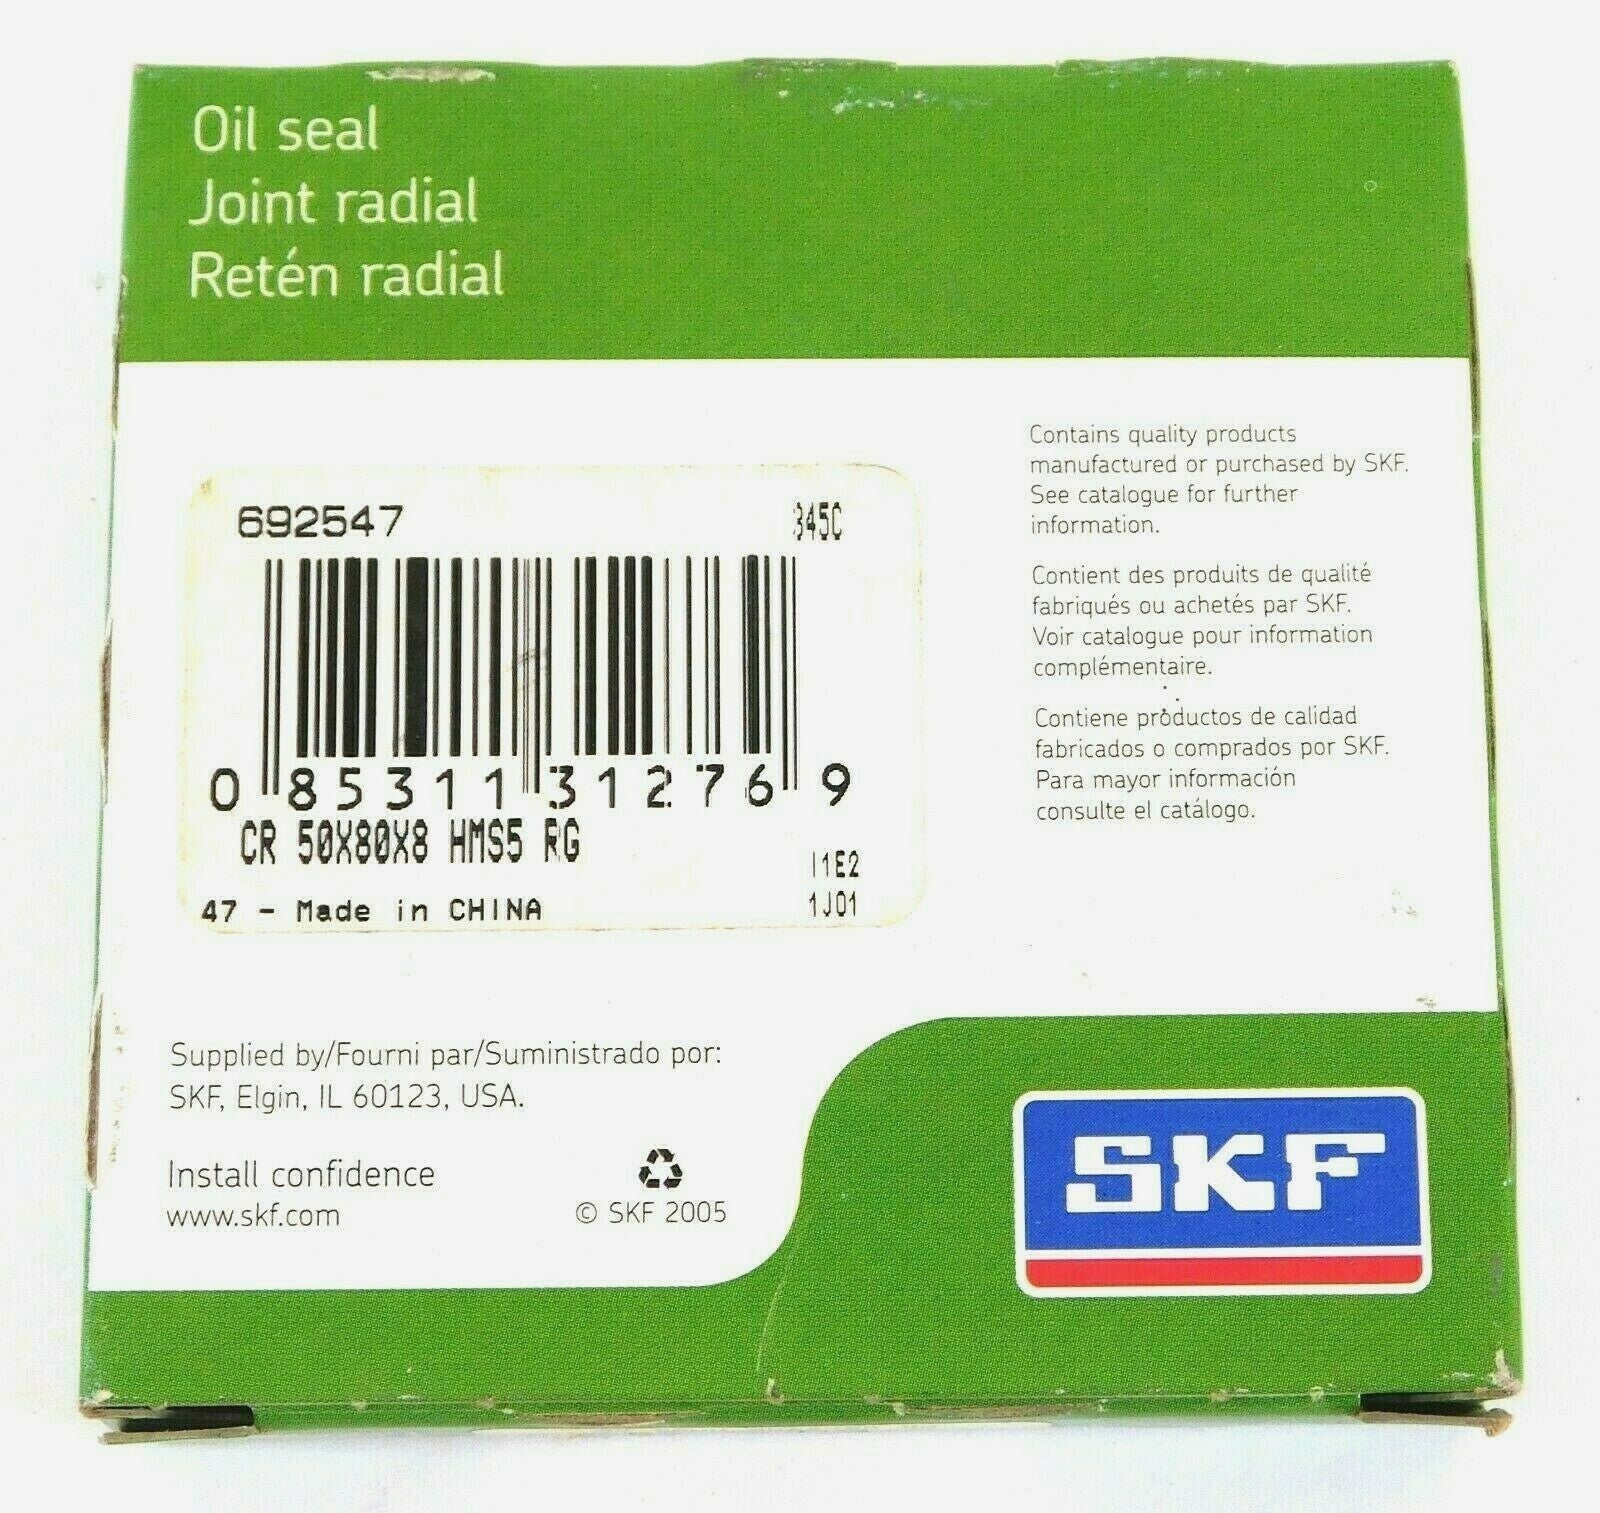 Oil seal
Joint radial
Retén radial
692547
345C
0 85311 31276 9
CR 50X80X8 HMS5 RG
I1E2
47 - Made in CHINA
1J01
Contains quality products
manufactured or purchased by SKF.
See catalogue for further
information.
Contient des produits de qualité
fabriqués ou achetés par SKF.
Voir catalogue pour information
complémentaire.
Contiene productos de calidad
fabricados o comprados por SKF.
Para mayor información
consulte el catálogo.
Supplied by/Fourni par/Suministrado por:
SKF, Elgin, IL 60123, USA.
Install confidence
www.skf.com
© SKF 2005
SKF